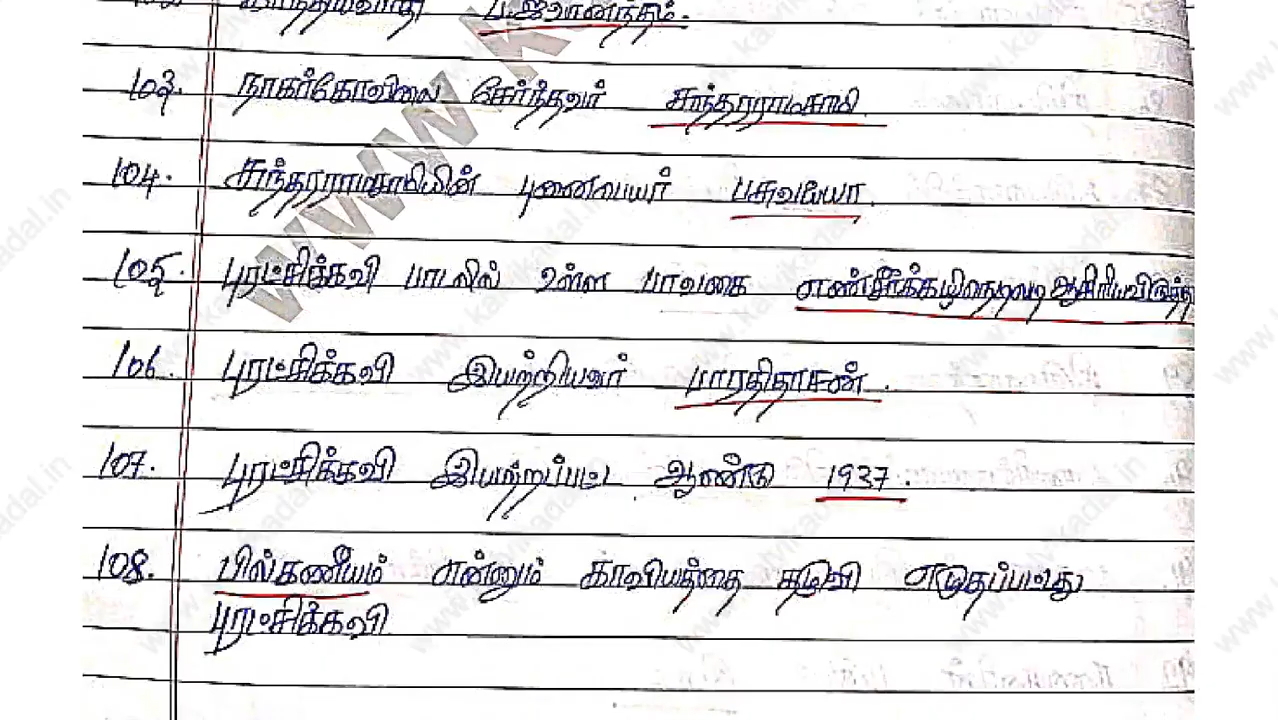 ப.ஜீவானந்தம்.
103. நாகர்கோவிலை சேர்ந்தவர் சுந்தரராமசாமி
104. சுந்தரராமசாமியின் புனைபெயர் பசுவய்யா.
105. புரட்சிக்கவி பாடலில் உள்ள பாவகை எண்சீர்க்கழிநெடிலடி ஆசிரியவிருத்த
106. புரட்சிக்கவி இயற்றியவர் பாரதிதாசன்.
107. புரட்சிக்கவி இயற்றப்பட்ட ஆண்டு 1937.
108. பில்கணீயம் என்னும் காவியத்தை தழுவி எழுதப்பட்டது
புரட்சிக்கவி